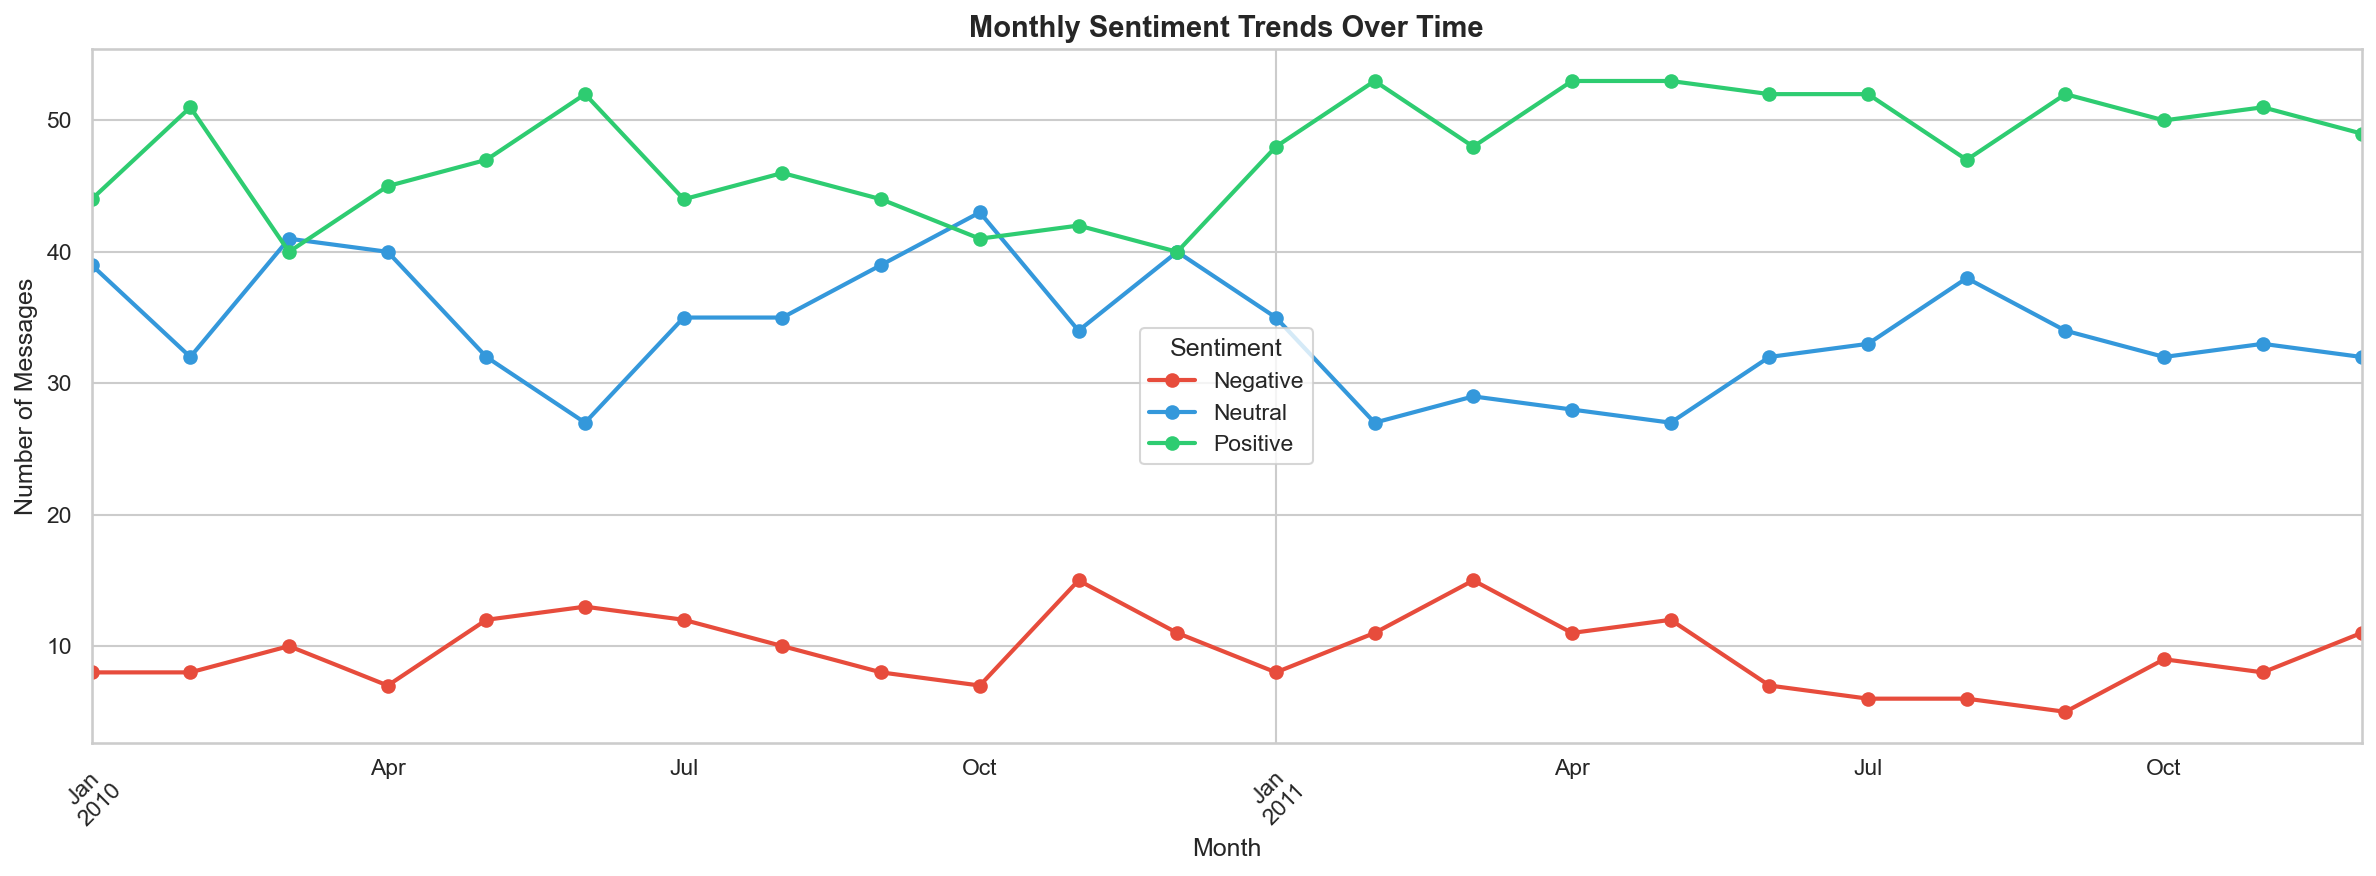 Monthly Sentiment Trends Over Time
Number of Messages
50
40
30
20
10
Sentiment
Negative
Neutral
Positive
Jan
2010
Apr
Jul
Oct
Jan
2011
Apr
Jul
Oct
Month